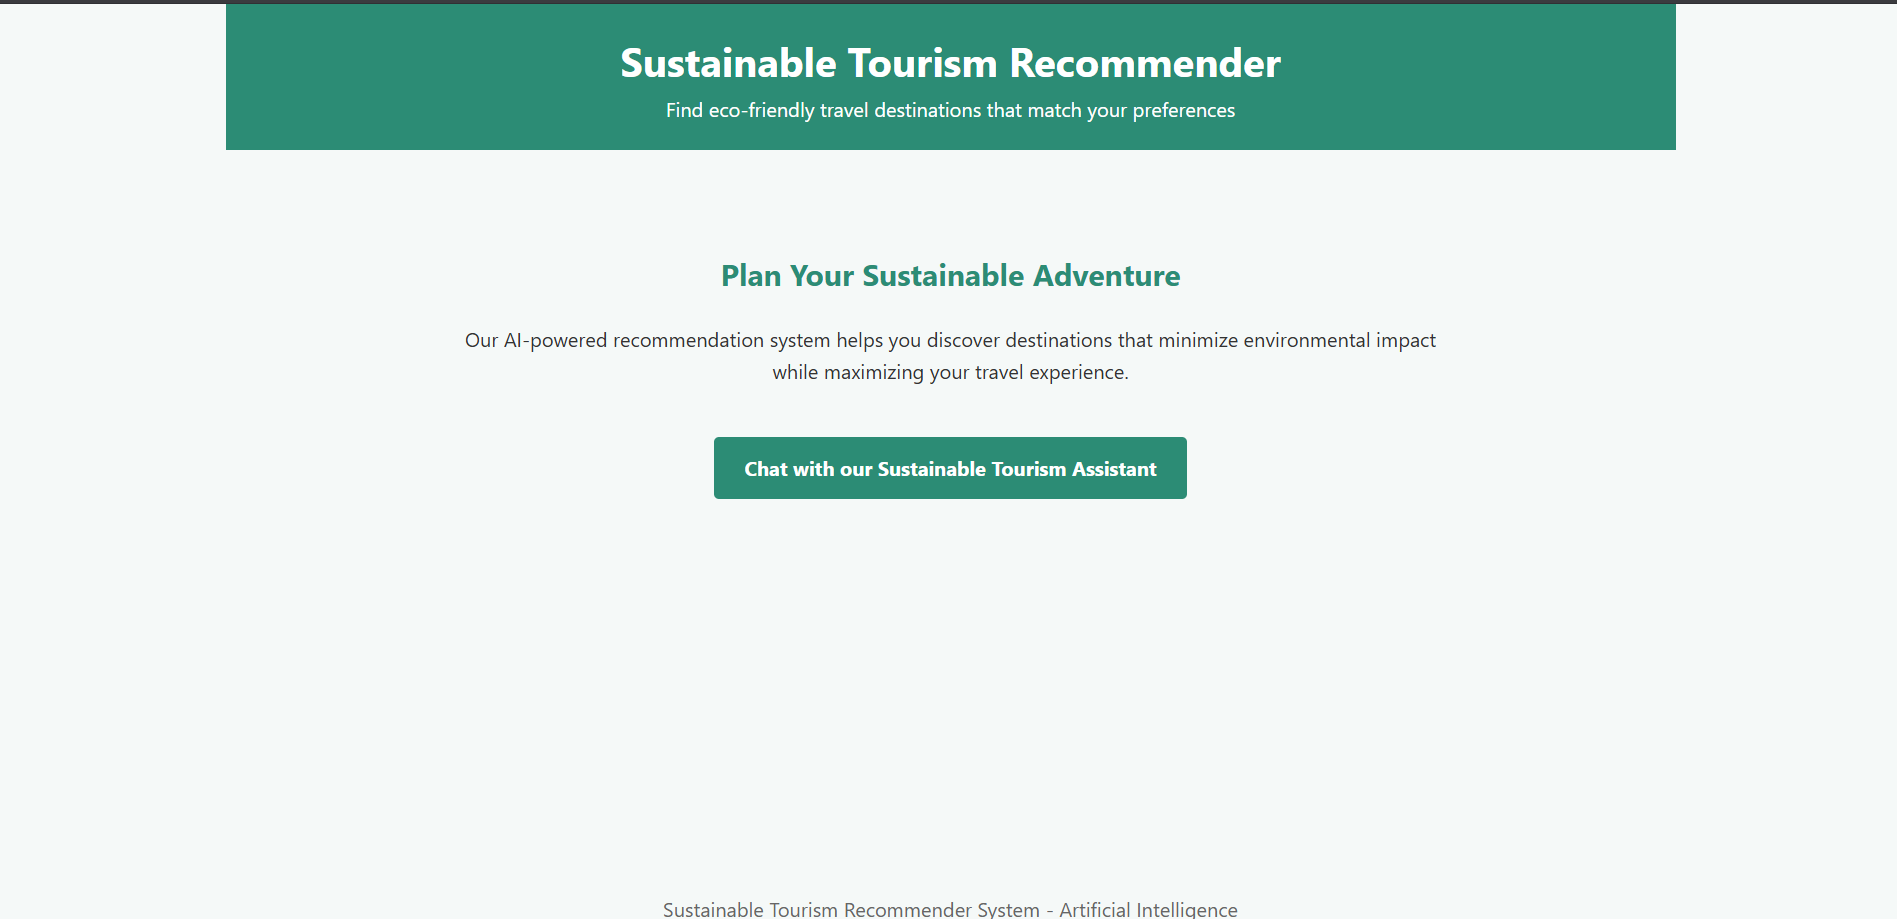 Sustainable Tourism Recommender
Find eco-friendly travel destinations that match your preferences
Plan Your Sustainable Adventure
Our AI-powered recommendation system helps you discover destinations that minimize environmental impact
while maximizing your travel experience.
Chat with our Sustainable Tourism Assistant
Sustainable Tourism Recommender System - Artificial Intelligence